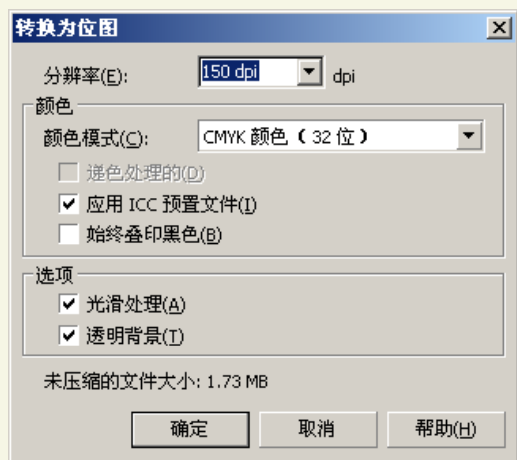 转换为位图
分辨率(E): 150 dpi dpi
颜色
颜色模式(C): CMYK 颜色（32 位）
递色处理的(D)
应用 ICC 预置文件(I)
始终叠印黑色(B)
选项
光滑处理(A)
透明背景(T)
未压缩的文件大小: 1.73 MB
确定 取消 帮助(H)